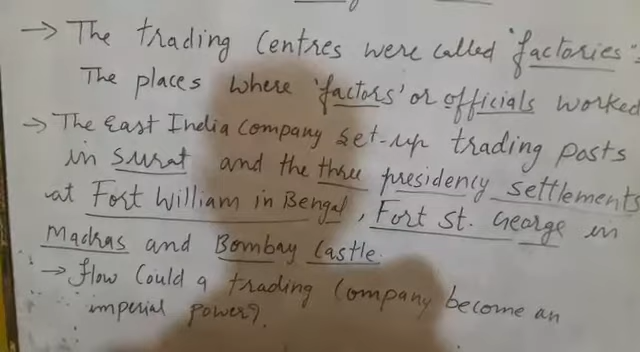 → The trading Centres were called "factories" -
The places where 'factors' or officials worked
→ The East India Company set-up trading posts
in Surat and the three presidency settlements
at Fort William in Bengal, Fort St. George in
Madras and Bombay Castle.
→ How Could a trading Company become an
imperial power?